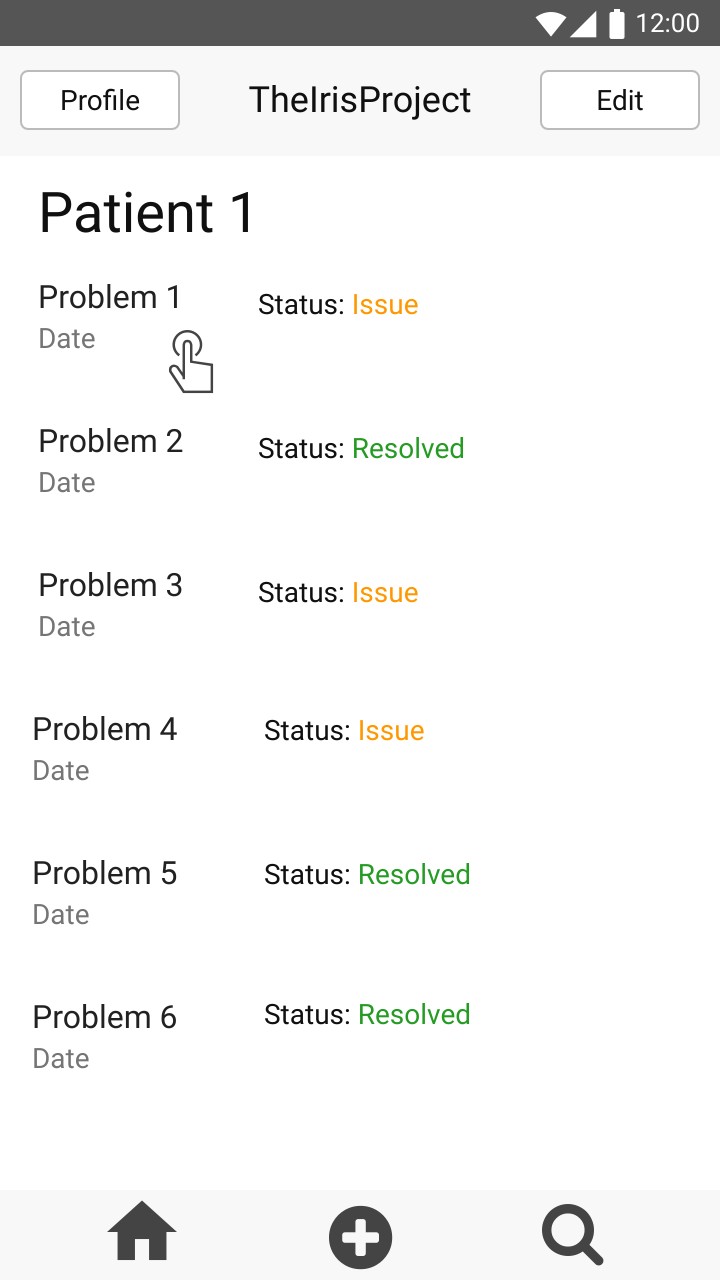 12:00
Profile TheIrisProject Edit
Patient 1
Problem 1 Status: Issue
Date
Problem 2 Status: Resolved
Date
Problem 3 Status: Issue
Date
Problem 4 Status: Issue
Date
Problem 5 Status: Resolved
Date
Problem 6 Status: Resolved
Date